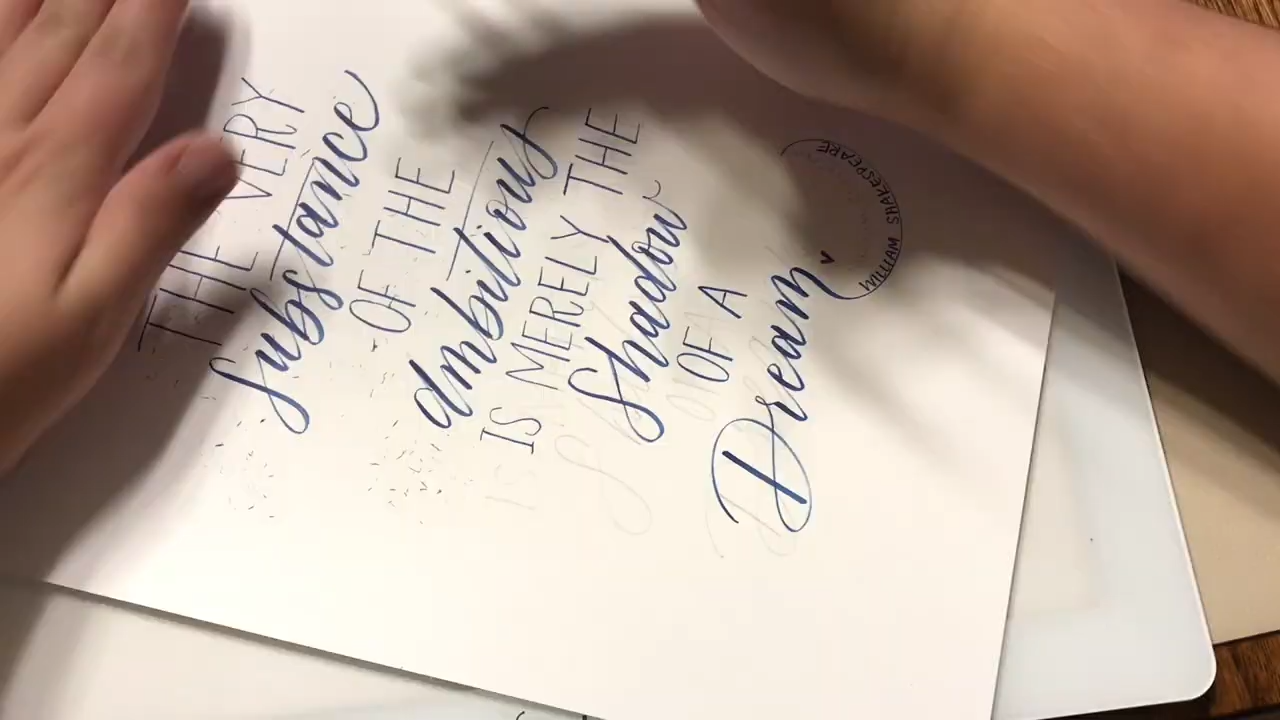 THE VERY
substance
OF THE
ambitious
IS MERELY THE
Shadow
OF A
Dream
WILLIAM SHAKESPEARE